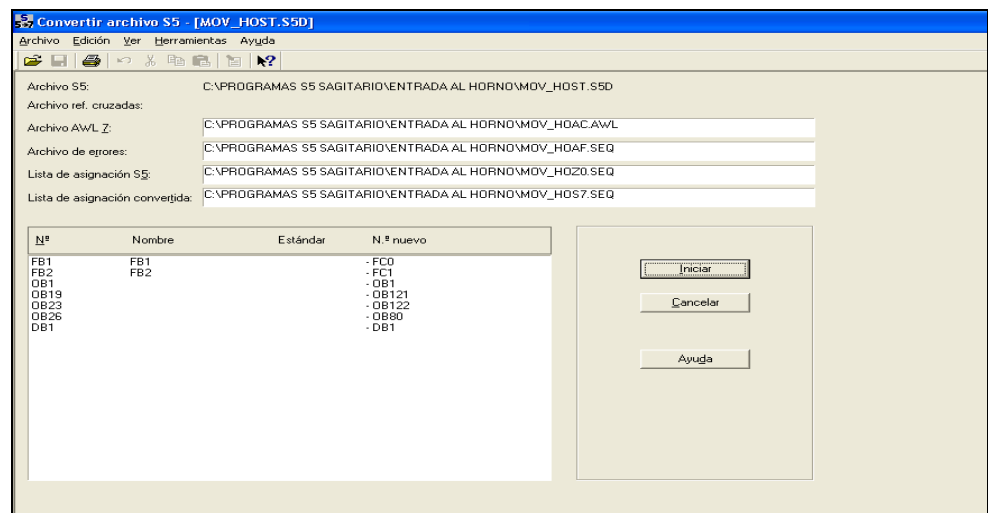 Convertir archivo S5 - [MOV_HOST.S5D]
Archivo Edición Ver Herramientas Ayuda
Archivo S5: C:\PROGRAMAS S5 SAGITARIO\ENTRADA AL HORNO\MOV_HOST.S5D
Archivo ref. cruzadas:
Archivo AWL 7: C:\PROGRAMAS S5 SAGITARIO\ENTRADA AL HORNO\MOV_HOAC.AWL
Archivo de errores: C:\PROGRAMAS S5 SAGITARIO\ENTRADA AL HORNO\MOV_HOAF.SEQ
Lista de asignación S5: C:\PROGRAMAS S5 SAGITARIO\ENTRADA AL HORNO\MOV_HOZ0.SEQ
Lista de asignación convertida: C:\PROGRAMAS S5 SAGITARIO\ENTRADA AL HORNO\MOV_HOS7.SEQ
Nº Nombre Estándar N.º nuevo
FB1 FB1 - FC0
FB2 FB2 - FC1
OB1 - OB1
OB19 - OB121
OB23 - OB122
OB26 - OB80
DB1 - DB1
Iniciar
Cancelar
Ayuda